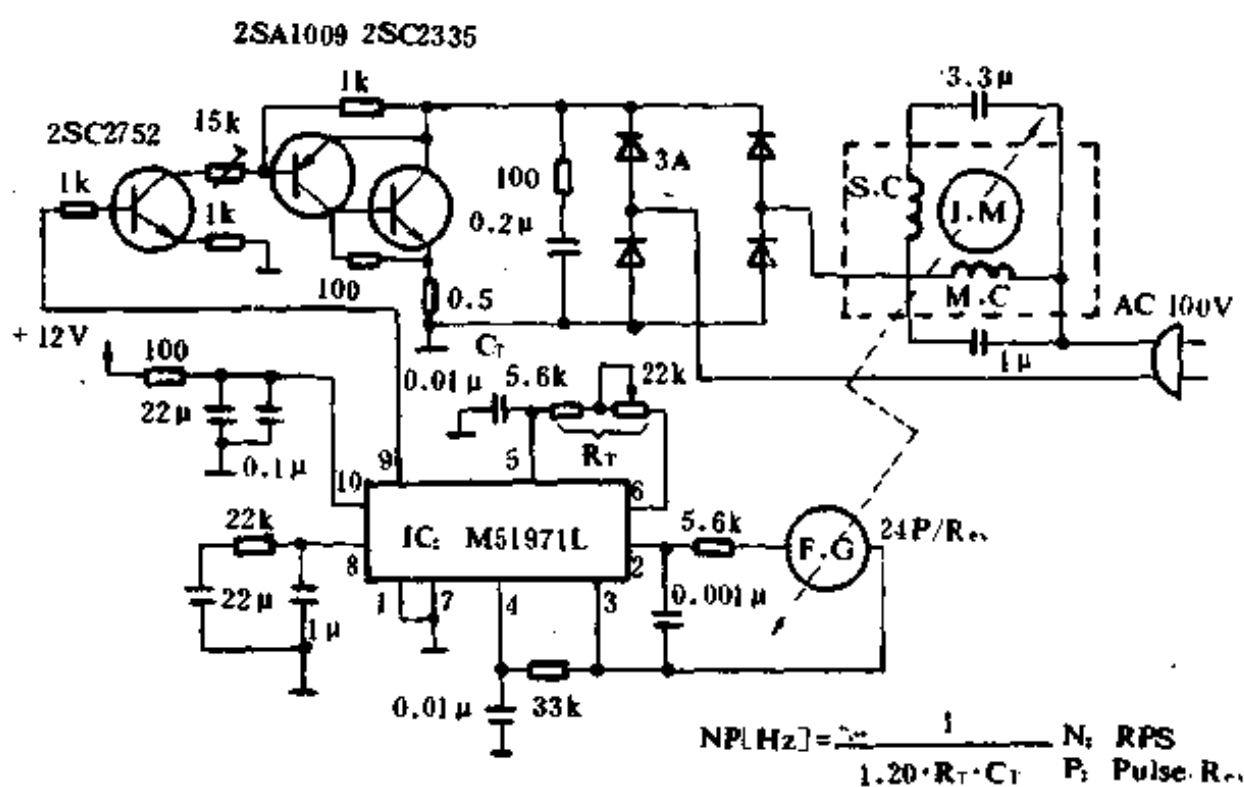 2SA1009 2SC2335
1k
3.3μ
2SC2752
15k
3A
1k
1k
100
S.C
J.M
0.2μ
100
0.5
M.C
AC 100V
+12V
100
CT
0.01μ
5.6k
22k
1μ
22μ
0.1μ
RT
9
5
10
6
22k
IC: M51971L
5.6k
F.G
8
2
22μ
1μ
1
7
4
3
0.001μ
0.01μ
33k
1
NP[Hz]=
N: RPS
1.20·RT·CT
P: Pulse